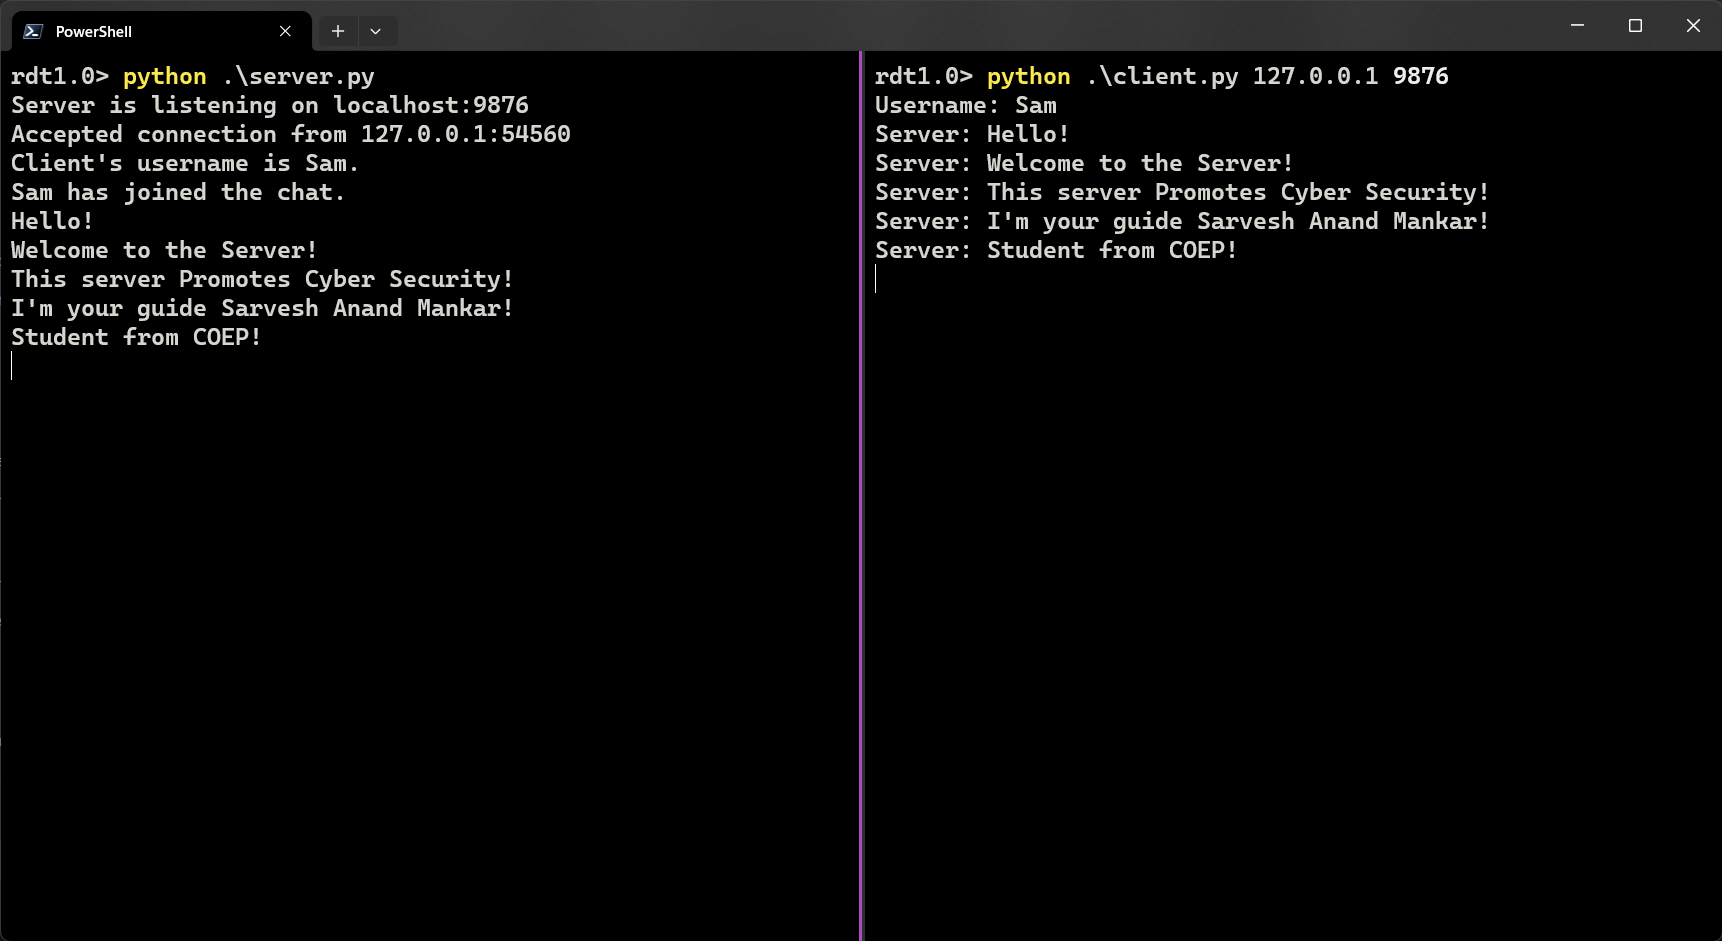 PowerShell
rdt1.0> python .\server.py
Server is listening on localhost:9876
Accepted connection from 127.0.0.1:54560
Client's username is Sam.
Sam has joined the chat.
Hello!
Welcome to the Server!
This server Promotes Cyber Security!
I'm your guide Sarvesh Anand Mankar!
Student from COEP!
rdt1.0> python .\client.py 127.0.0.1 9876
Username: Sam
Server: Hello!
Server: Welcome to the Server!
Server: This server Promotes Cyber Security!
Server: I'm your guide Sarvesh Anand Mankar!
Server: Student from COEP!